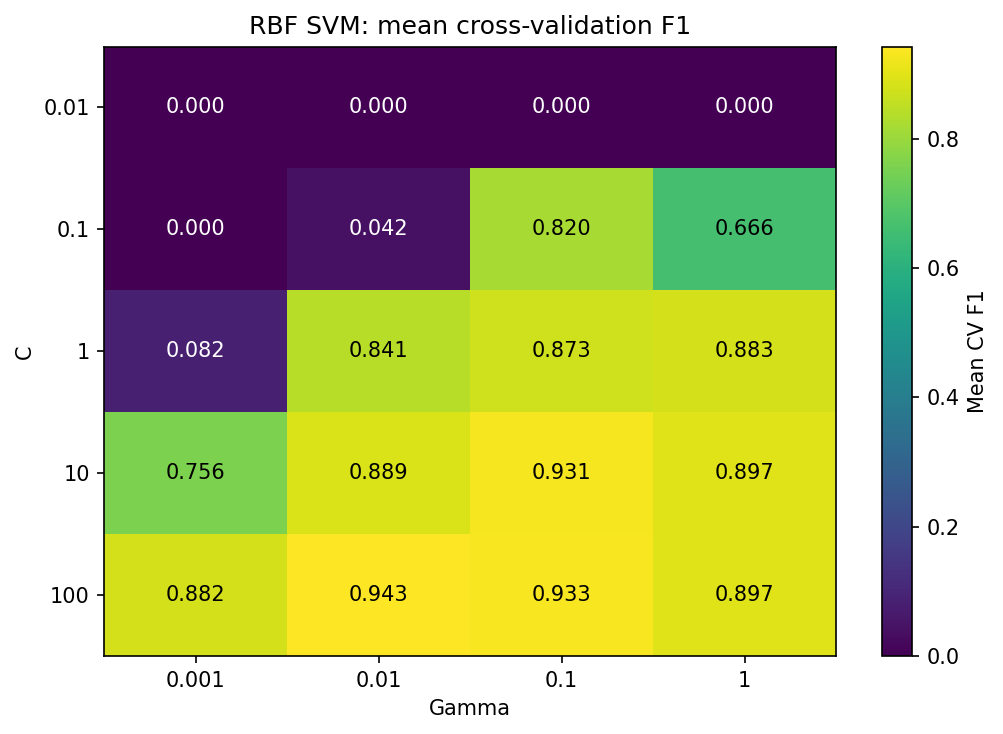 RBF SVM: mean cross-validation F1
0.01 0.000 0.000 0.000 0.000
0.1 0.000 0.042 0.820 0.666
1 0.082 0.841 0.873 0.883
10 0.756 0.889 0.931 0.897
100 0.882 0.943 0.933 0.897
C
0.001 0.01 0.1 1
Gamma
0.8
0.6
0.4
0.2
0.0
Mean CV F1